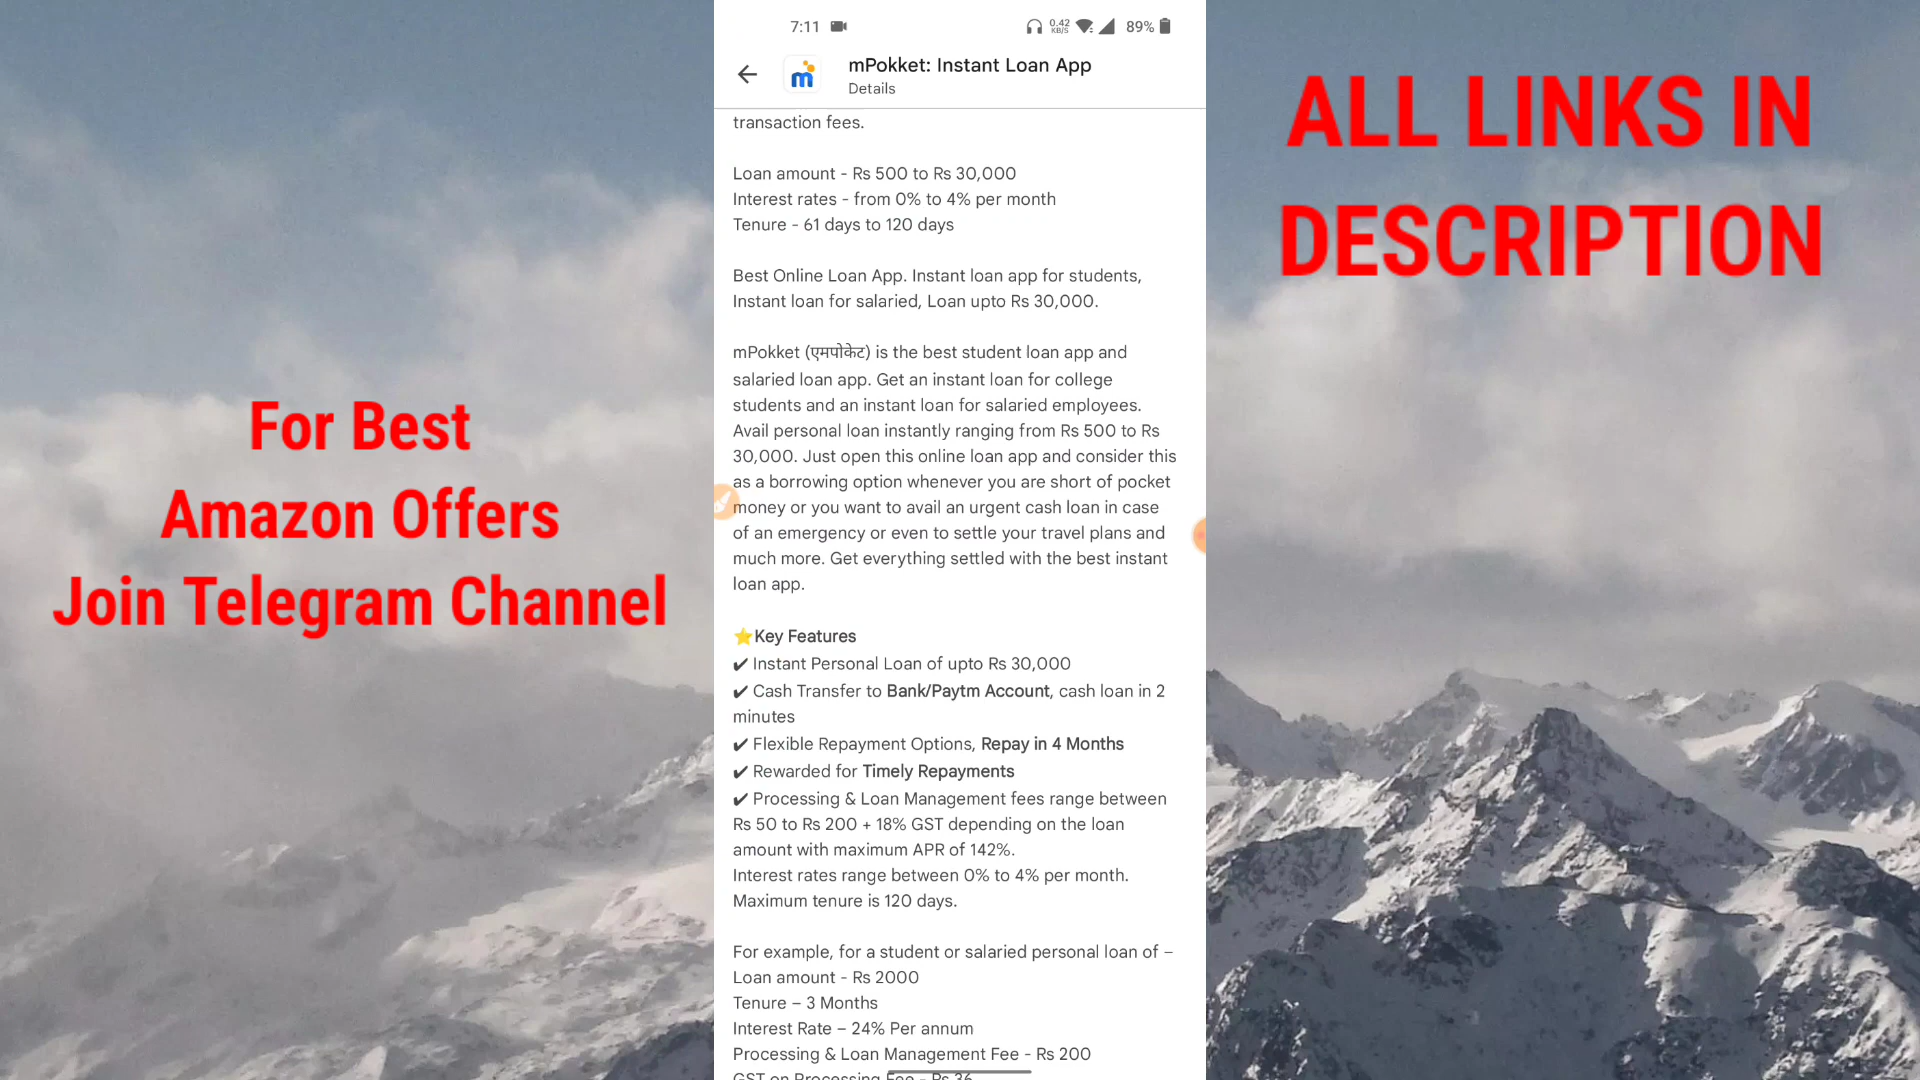 7:11
0.42
KB/S
89%
mPokket: Instant Loan App
Details
transaction fees.
Loan amount - Rs 500 to Rs 30,000
Interest rates - from 0% to 4% per month
Tenure - 61 days to 120 days
Best Online Loan App. Instant loan app for students,
Instant loan for salaried, Loan upto Rs 30,000.
mPokket (एमपोकेट) is the best student loan app and
salaried loan app. Get an instant loan for college
students and an instant loan for salaried employees.
Avail personal loan instantly ranging from Rs 500 to Rs
30,000. Just open this online loan app and consider this
as a borrowing option whenever you are short of pocket
money or you want to avail an urgent cash loan in case
of an emergency or even to settle your travel plans and
much more. Get everything settled with the best instant
loan app.
⭐Key Features
✔ Instant Personal Loan of upto Rs 30,000
✔ Cash Transfer to Bank/Paytm Account, cash loan in 2
minutes
✔ Flexible Repayment Options, Repay in 4 Months
✔ Rewarded for Timely Repayments
✔ Processing & Loan Management fees range between
Rs 50 to Rs 200 + 18% GST depending on the loan
amount with maximum APR of 142%.
Interest rates range between 0% to 4% per month.
Maximum tenure is 120 days.
For example, for a student or salaried personal loan of –
Loan amount - Rs 2000
Tenure – 3 Months
Interest Rate – 24% Per annum
Processing & Loan Management Fee - Rs 200
GST on Processing Fee - Rs 36
For Best
Amazon Offers
Join Telegram Channel
ALL LINKS IN
DESCRIPTION